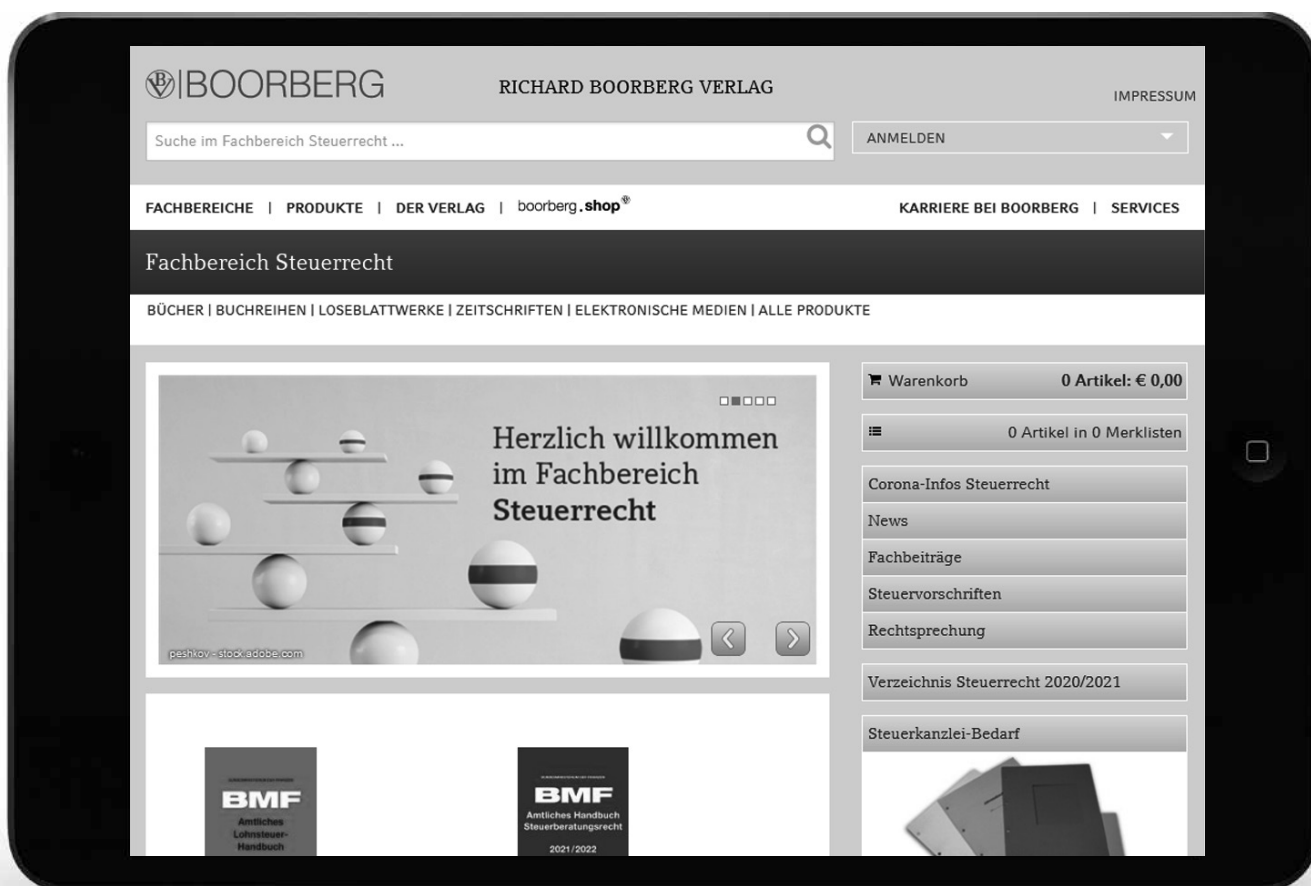 BOORBERG
RICHARD BOORBERG VERLAG
IMPRESSUM
Suche im Fachbereich Steuerrecht ...
ANMELDEN
FACHBEREICHE | PRODUKTE | DER VERLAG | boorberg.shop
KARRIERE BEI BOORBERG | SERVICES
Fachbereich Steuerrecht
BÜCHER | BUCHREIHEN | LOSEBLATTWERKE | ZEITSCHRIFTEN | ELEKTRONISCHE MEDIEN | ALLE PRODUKTE
Herzlich willkommen
im Fachbereich
Steuerrecht
peshkov - stock.adobe.com
BMF
Amtliches
Lohnsteuer-
Handbuch
BMF
Amtliches Handbuch
Steuerberatungsrecht
2021/2022
Warenkorb 0 Artikel: € 0,00
0 Artikel in 0 Merklisten
Corona-Infos Steuerrecht
News
Fachbeiträge
Steuervorschriften
Rechtsprechung
Verzeichnis Steuerrecht 2020/2021
Steuerkanzlei-Bedarf